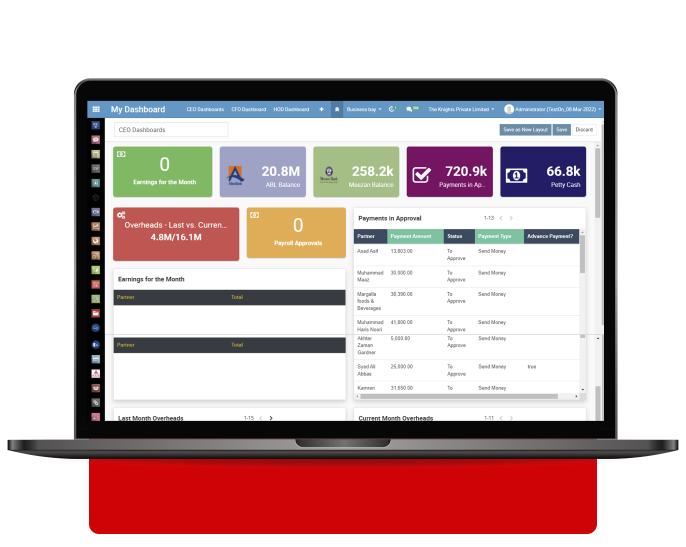 My Dashboard
CEO Dashboards
CFO Dashboard
HOD Dashboard
+
Business bay
The Knights Private Limited
Administrator (TestOn_08-Mar-2022)
CEO Dashboards
Save as New Layout
Save
Discard
0
Earnings for the Month
20.8M
ABL Balance
258.2k
Meezan Balance
720.9k
Payments in Ap...
66.8k
Petty Cash
Overheads - Last vs. Curren...
4.8M/16.1M
0
Payroll Approvals
Payments in Approval
1-13 < >
Partner Payment Amount Status Payment Type Advance Payment?
Asad Asif 13,803.00 To Send Money
Approve
Muhammad 30,000.00 To Send Money
Maaz Approve
Margalla 38,390.00 To Send Money
foods & Approve
Beverages
Muhammad 41,800.00 To Send Money
Haris Noori Approve
Akhtar 5,000.00 To Send Money
Zaman Approve
Gardner
Syed Ali 25,000.00 To Send Money true
Abbas Approve
Kamran 31,650.00 To Send Money
Earnings for the Month
Partner Total
Partner Total
Last Month Overheads 1-15 < >
Current Month Overheads 1-11 < >